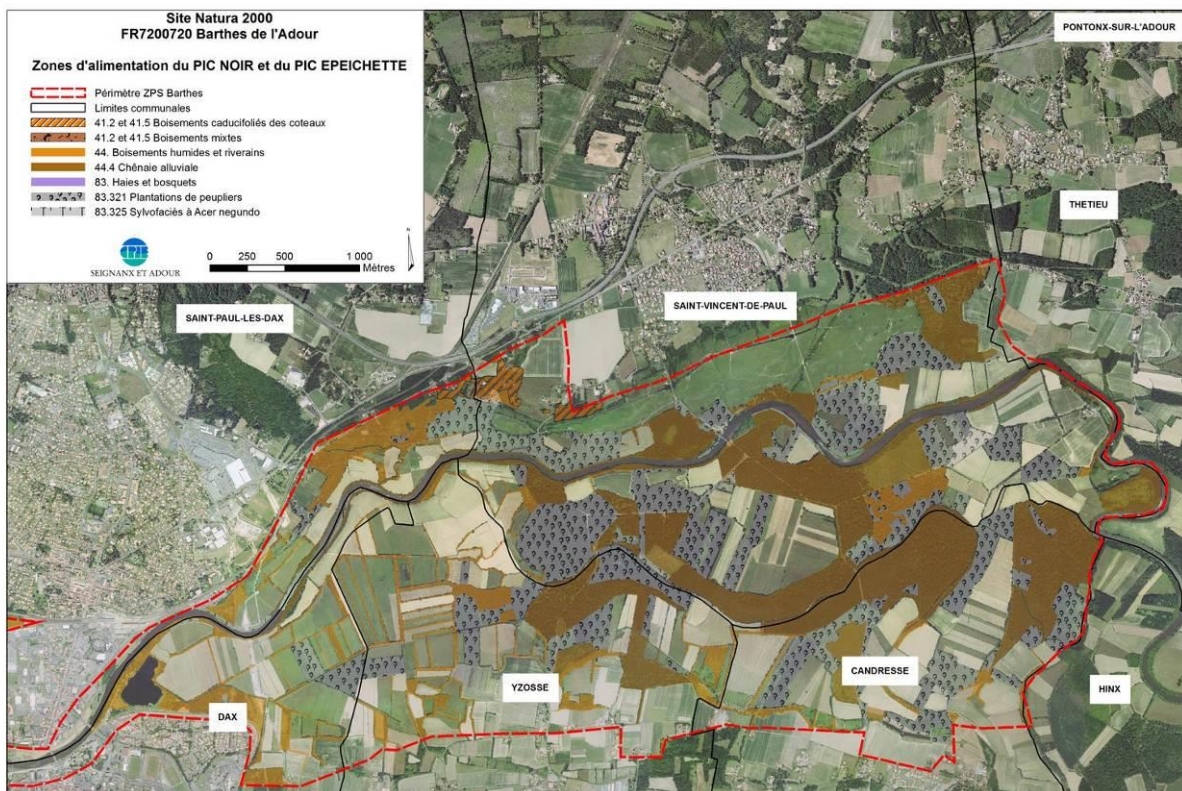 Site Natura 2000
FR7200720 Barthes de l'Adour
Zones d'alimentation du PIC NOIR et du PIC EPEICHETTE
Périmètre ZPS Barthes
Limites communales
41.2 et 41.5 Boisements caducifoliés des coteaux
41.2 et 41.5 Boisements mixtes
44. Boisements humides et riverains
44.4 Chênaie alluviale
83. Haies et bosquets
83.321 Plantations de peupliers
83.325 Sylvofaciès à Acer negundo
CPIE
SEIGNANX ET ADOUR
0 250 500 1 000
Mètres
N
PONTONX-SUR-L'ADOUR
THETIEU
SAINT-PAUL-LES-DAX
SAINT-VINCENT-DE-PAUL
YZOSSE
CANDRESSE
HINX
DAX